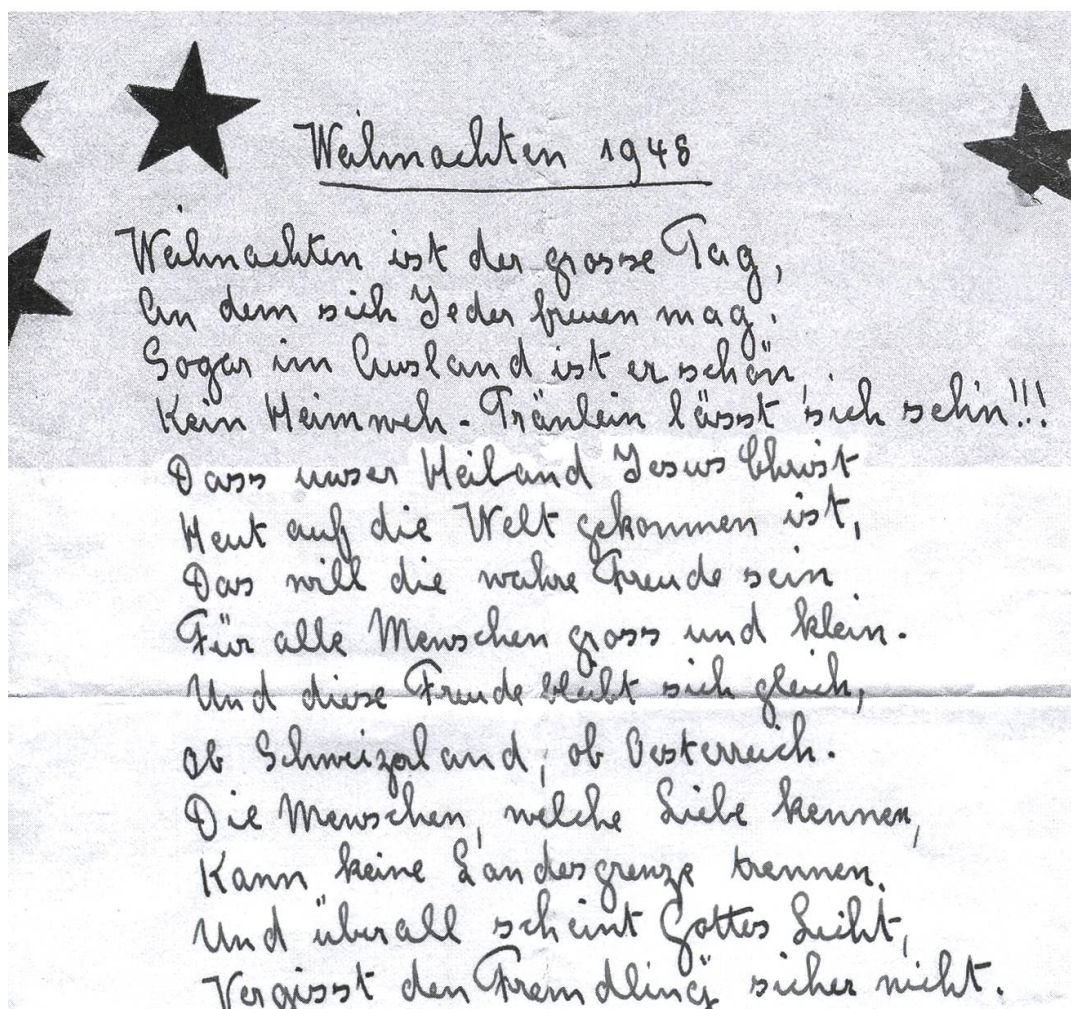 Weihnachten 1948
Weihnachten ist der grosse Tag,
An dem sich Jeder freuen mag.
Sogar im Ausland ist er schön,
Kein Heimweh-Tränlein lässt sich sehn!!!
Dass unser Heiland Jesus Christ
Heut auf die Welt gekommen ist,
Das will die wahre Freude sein
Für alle Menschen gross und klein.
Und diese Freude bleibt sich gleich,
ob Schweizerland, ob Oesterreich.
Die Menschen, welche Liebe kennen,
Kann keine Landesgrenze trennen.
Und überall scheint Gottes Licht,
Vergisst den "Fremdling" sicher nicht.